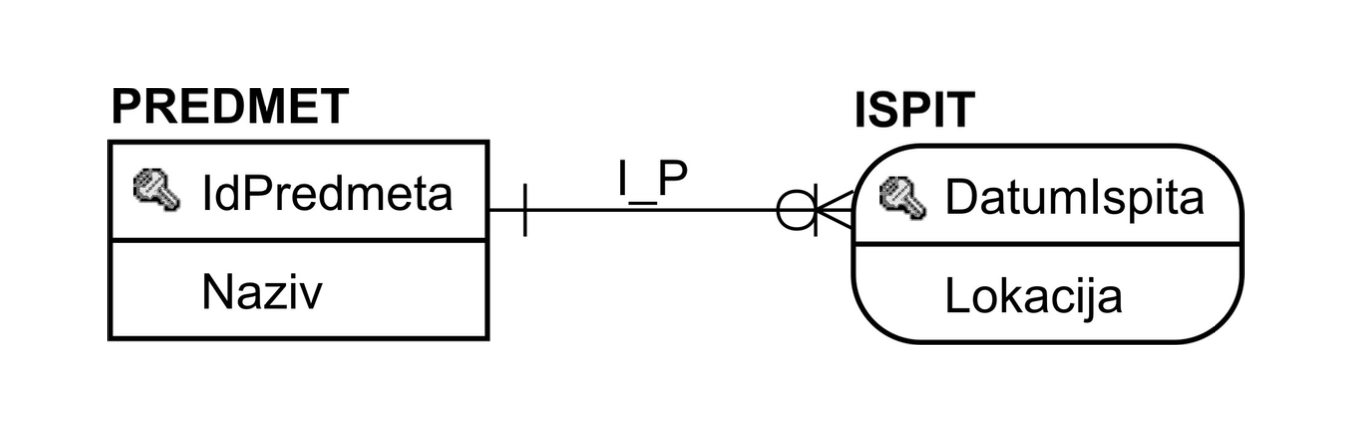 PREDMET
IdPredmeta
Naziv
I_P
ISPIT
DatumIspita
Lokacija